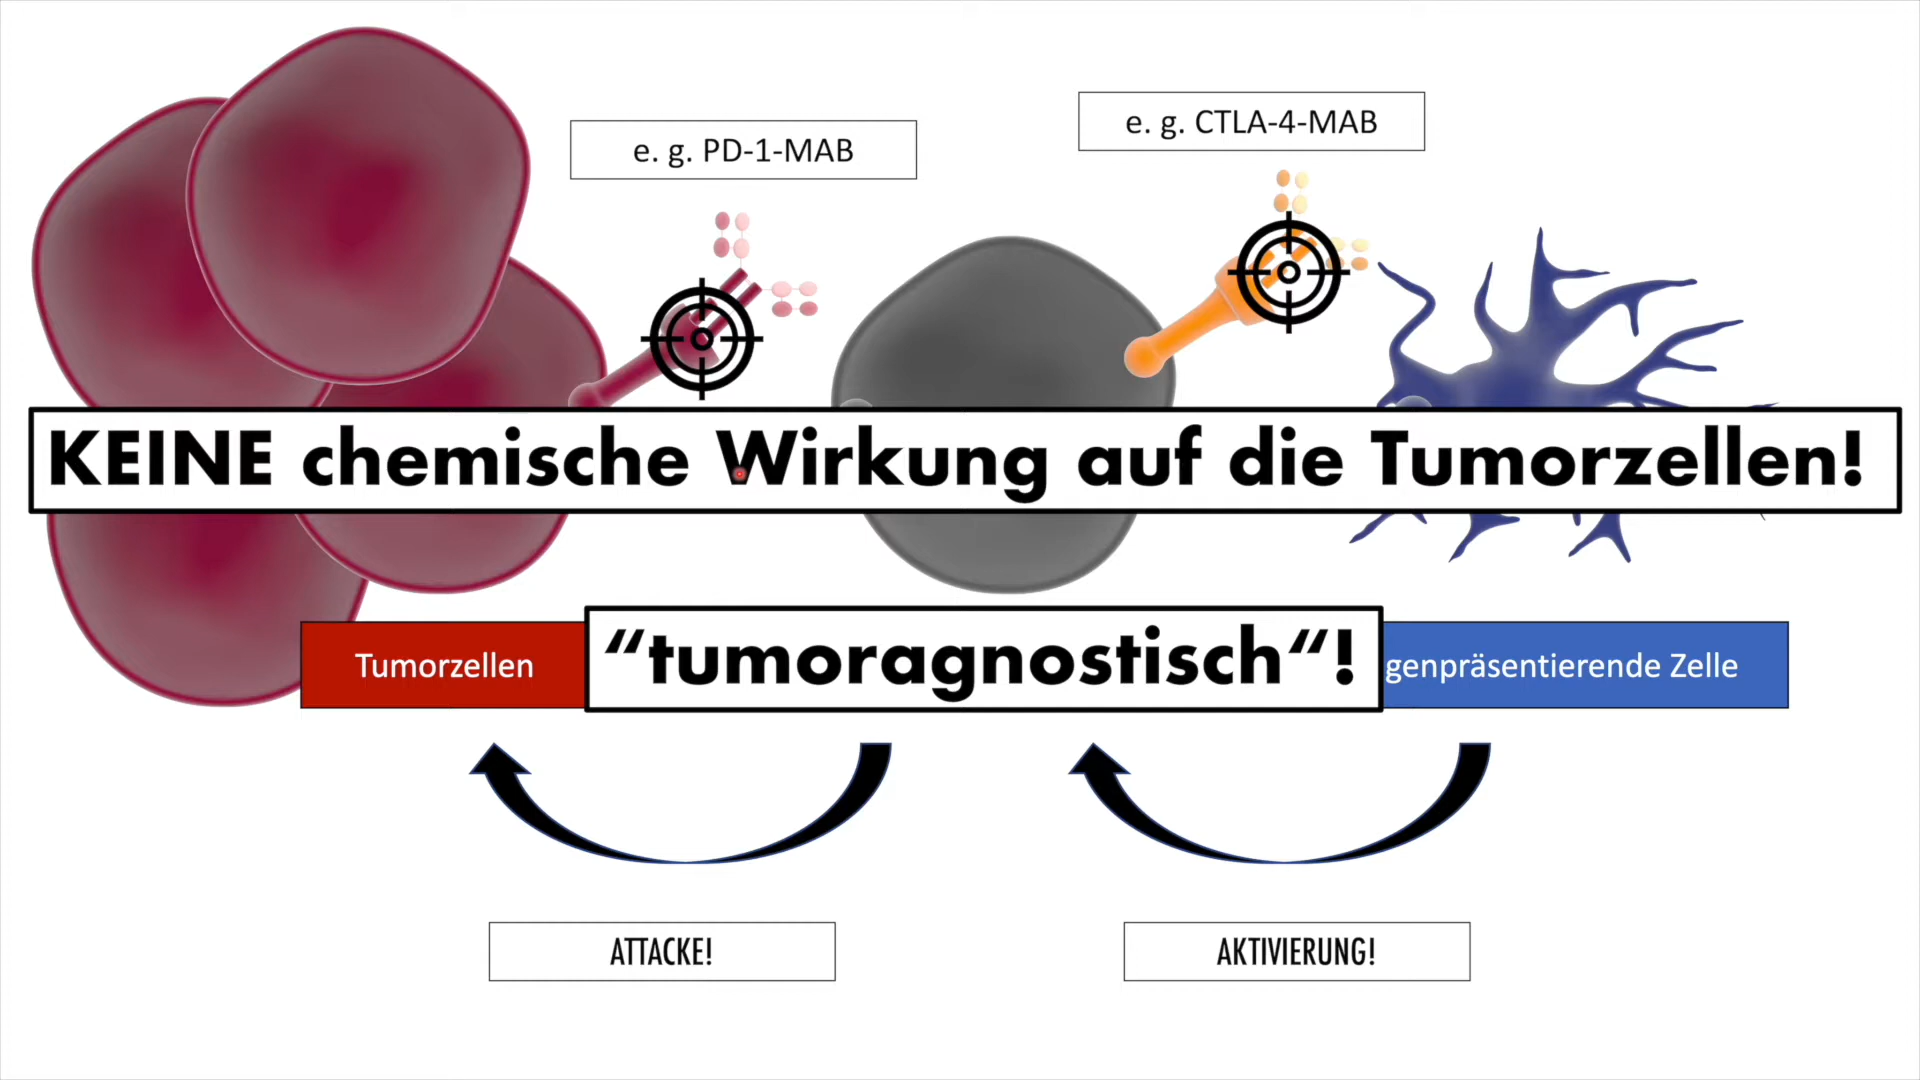 e. g. CTLA-4-MAB
e. g. PD-1-MAB
KEINE chemische Wirkung auf die Tumorzellen!
Tumorzellen
“tumoragnostisch“!
genpräsentierende Zelle
ATTACKE!
AKTIVIERUNG!